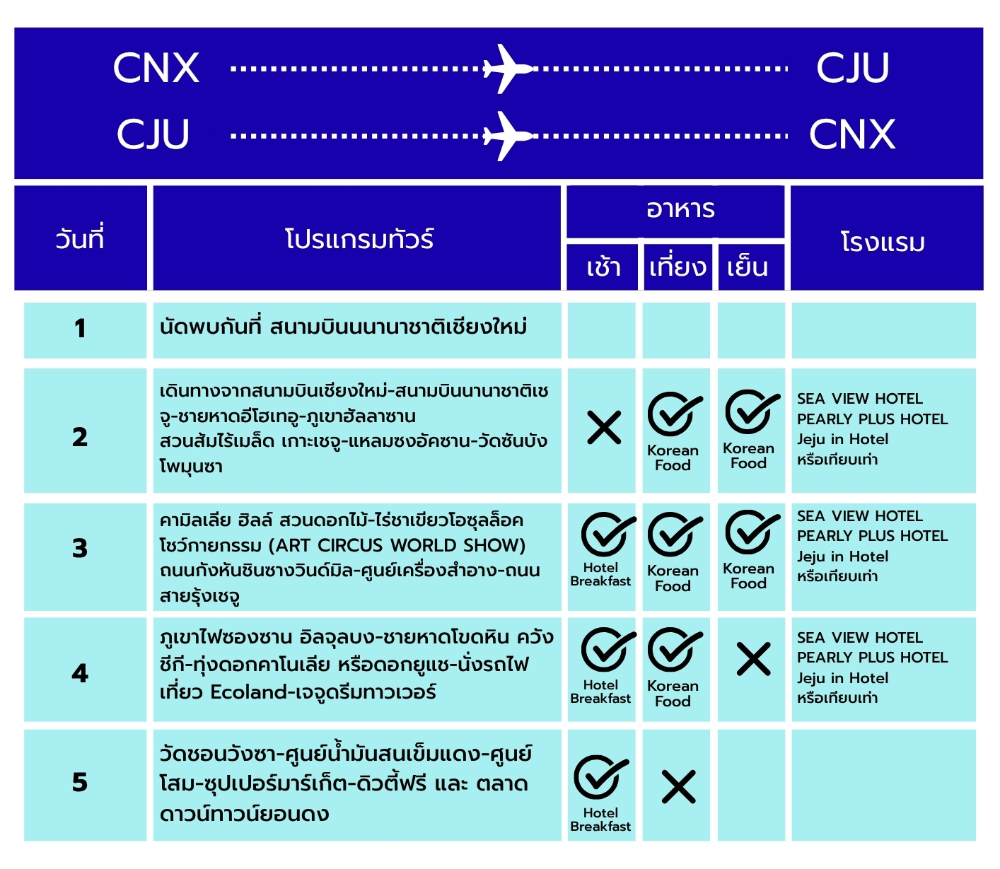 CNX CJU
CJU CNX
วันที่ โปรแกรมทัวร์ อาหาร โรงแรม
เช้า เที่ยง เย็น
1 นัดพบกันที่ สนามบินนนานาชาติเชียงใหม่
2
เดินทางจากสนามบินเชียงใหม่-สนามบินนานาชาติเช
จู-ชายหาดอีโฮเทอู-ภูเขาฮัลลาซาน
สวนส้มไร้เมล็ด เกาะเชจู-แหลมซงอัคซาน-วัดซันบัง
โพมุนซา
Korean
Food
Korean
Food
SEA VIEW HOTEL
PEARLY PLUS HOTEL
Jeju in Hotel
หรือเทียบเท่า
3
คามิลเลีย ฮิลล์ สวนดอกไม้-ไร่ชาเขียวโอซุลล็อค
โชว์กายกรรม (ART CIRCUS WORLD SHOW)
ถนนกังหันชินซางวินด์มิล-ศูนย์เครื่องสำอาง-ถนน
สายรุ้งเชจู
Hotel
Breakfast
Korean
Food
Korean
Food
SEA VIEW HOTEL
PEARLY PLUS HOTEL
Jeju in Hotel
หรือเทียบเท่า
4
ภูเขาไฟซองซาน อิลจุลบง-ชายหาดโขดหิน ควัง
ชีกี-ทุ่งดอกคาโนเลีย หรือดอกยูแช-นั่งรถไฟ
เที่ยว Ecoland-เจจูดรีมทาวเวอร์
Hotel
Breakfast
Korean
Food
SEA VIEW HOTEL
PEARLY PLUS HOTEL
Jeju in Hotel
หรือเทียบเท่า
5
วัดชอนวังซา-ศูนย์น้ำมันสนเข็มแดง-ศูนย์
โสม-ซุปเปอร์มาร์เก็ต-ดิวตี้ฟรี และ ตลาด
ดาวน์ทาวน์ยอนดง
Hotel
Breakfast